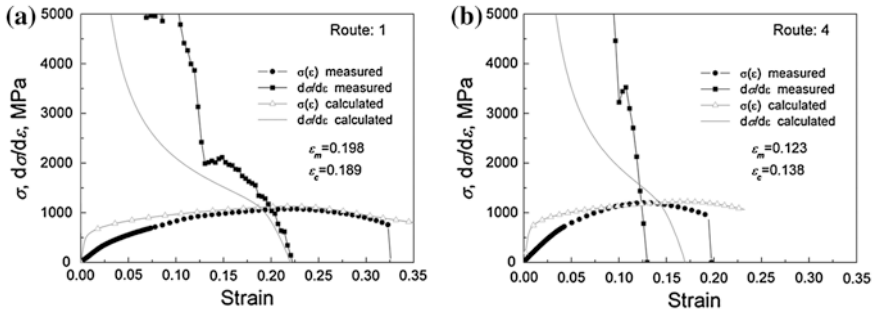 (a)
Route: 1
σ(ε) measured
dσ/dε measured
σ(ε) calculated
dσ/dε calculated
εm=0.198
εc=0.189
σ, dσ/dε, MPa
5000
4000
3000
2000
1000
0
0.00 0.05 0.10 0.15 0.20 0.25 0.30 0.35
Strain
(b)
Route: 4
σ(ε) measured
dσ/dε measured
σ(ε) calculated
dσ/dε calculated
εm=0.123
εc=0.138
σ, dσ/dε, MPa
5000
4000
3000
2000
1000
0
0.00 0.05 0.10 0.15 0.20 0.25 0.30 0.35
Strain